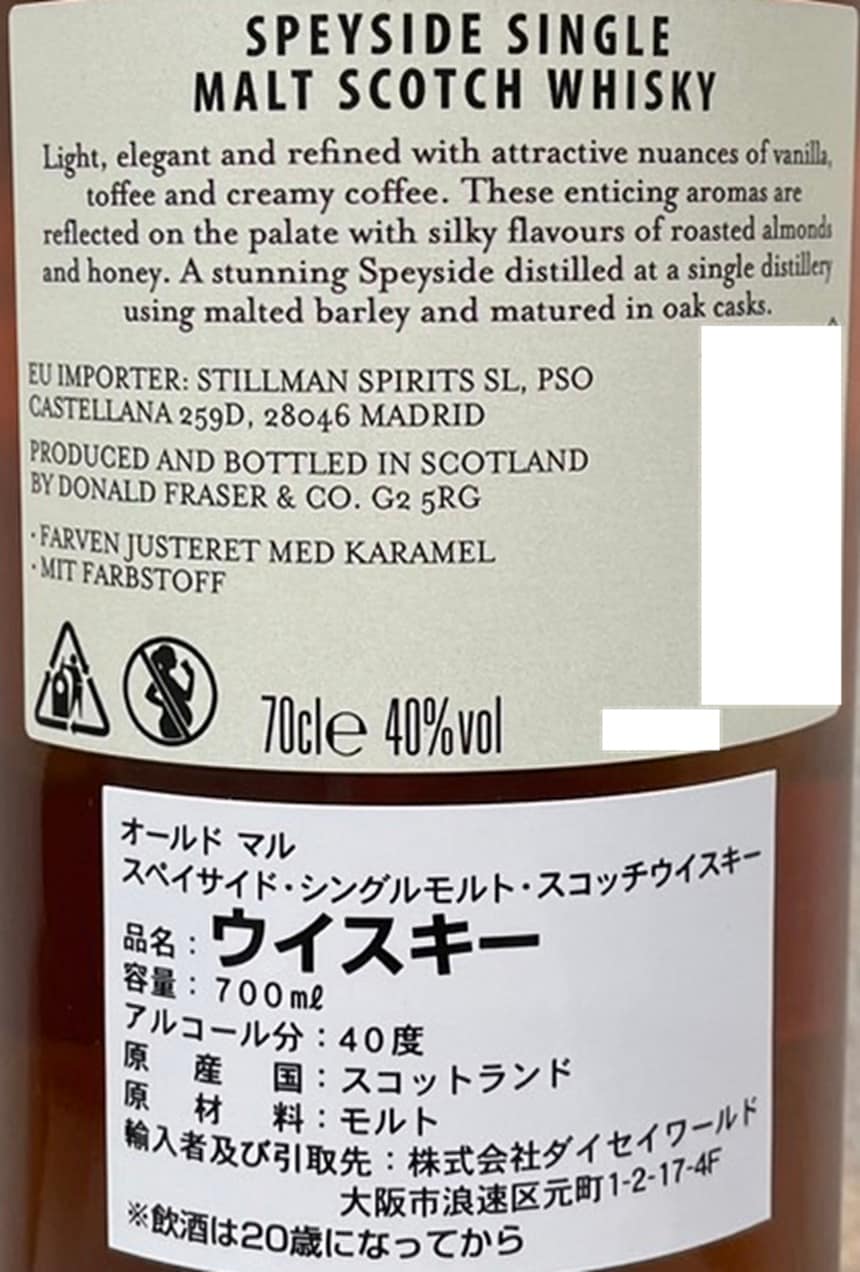 SPEYSIDE SINGLE
MALT SCOTCH WHISKY
Light, elegant and refined with attractive nuances of vanilla,
toffee and creamy coffee. These enticing aromas are
reflected on the palate with silky flavours of roasted almonds
and honey. A stunning Speyside distilled at a single distillery
using malted barley and matured in oak casks.
EU IMPORTER: STILLMAN SPIRITS SL, PSO
CASTELLANA 259D, 28046 MADRID
PRODUCED AND BOTTLED IN SCOTLAND
BY DONALD FRASER & CO. G2 5RG
· FARVEN JUSTERET MED KARAMEL
· MIT FARBSTOFF
70cl e 40%vol
オールド マル
スペイサイド・シングルモルト・スコッチウイスキー
品名：ウイスキー
容量：700mℓ
アルコール分：40度
原産国：スコットランド
原材料：モルト
輸入者及び引取先：株式会社ダイセイワールド
大阪市浪速区元町1-2-17-4F
※飲酒は20歳になってから